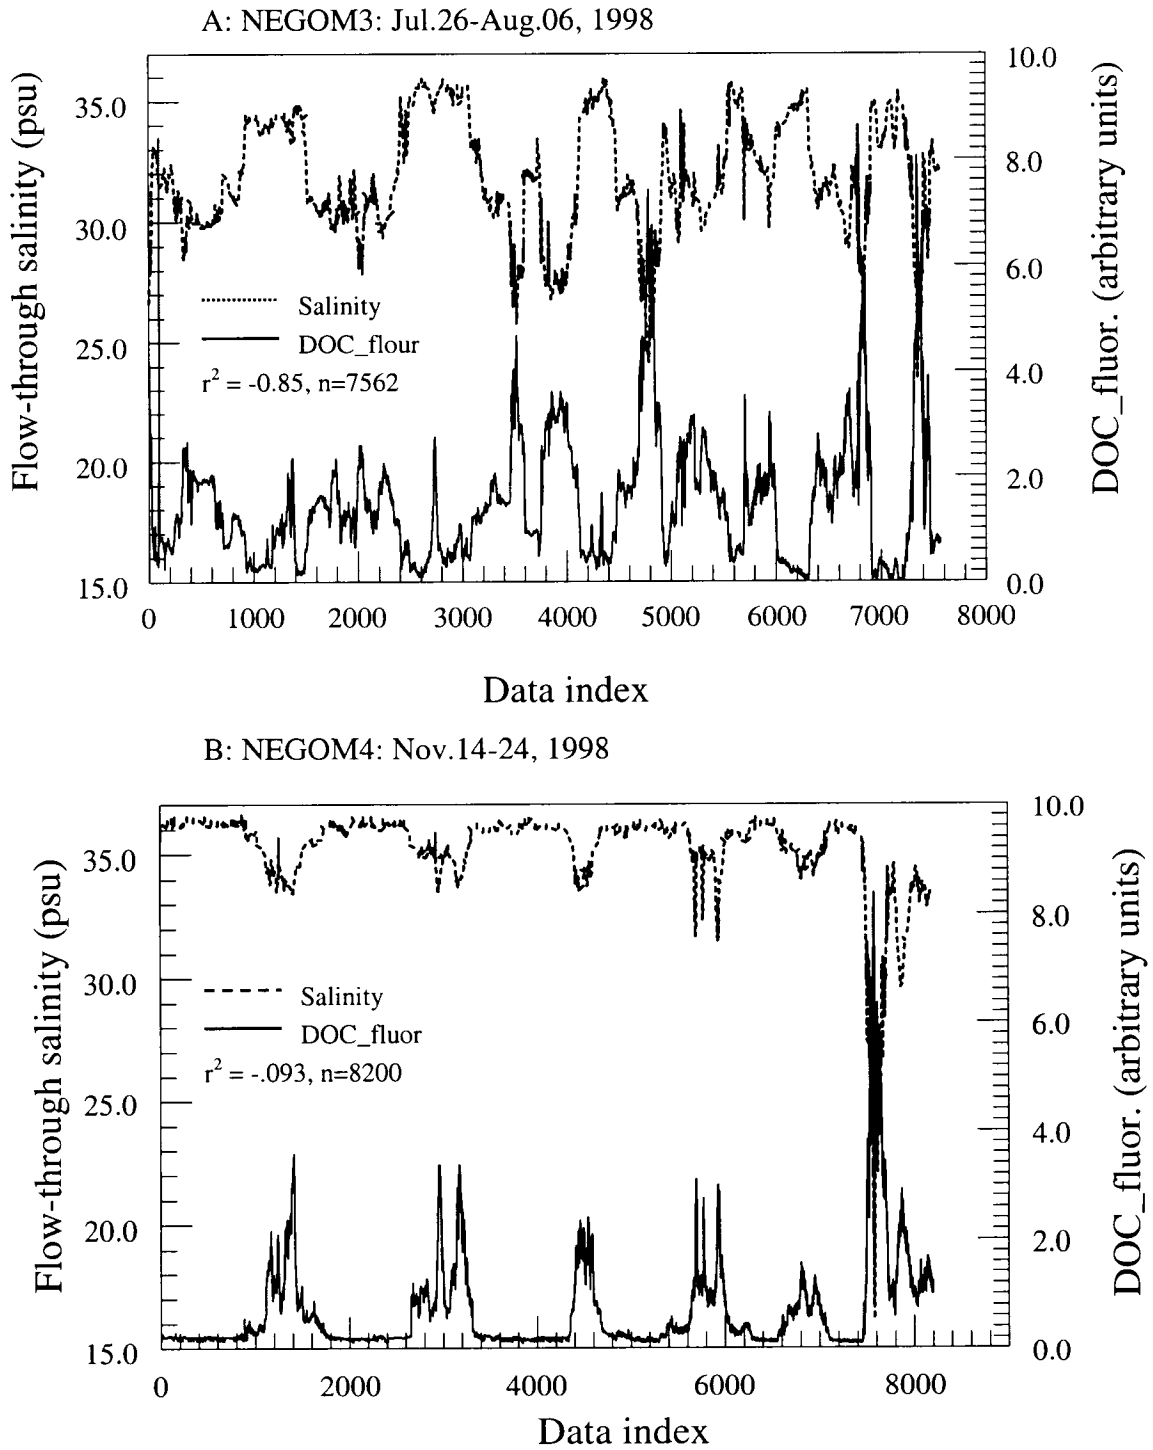 A: NEGOM3: Jul.26-Aug.06, 1998
Flow-through salinity (psu)
35.0
30.0
25.0
20.0
15.0
10.0
8.0
6.0
4.0
2.0
0.0
DOC_fluor. (arbitrary units)
Salinity
DOC_flour
r² = -0.85, n=7562
0 1000 2000 3000 4000 5000 6000 7000 8000
Data index
B: NEGOM4: Nov.14-24, 1998
Flow-through salinity (psu)
35.0
30.0
25.0
20.0
15.0
10.0
8.0
6.0
4.0
2.0
0.0
DOC_fluor. (arbitrary units)
Salinity
DOC_fluor
r² = -.093, n=8200
0 2000 4000 6000 8000
Data index